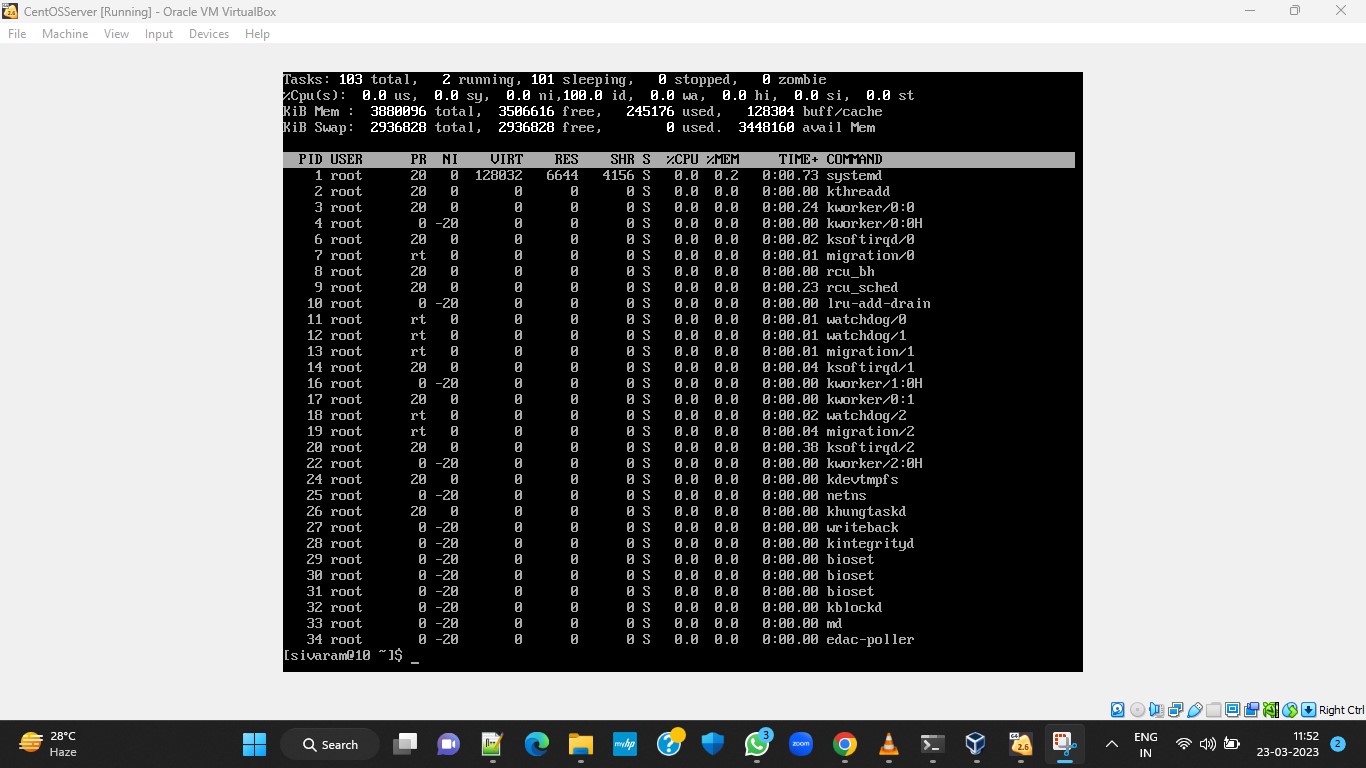 CentOSServer [Running] - Oracle VM VirtualBox
File Machine View Input Devices Help
Tasks: 103 total, 2 running, 101 sleeping, 0 stopped, 0 zombie
%Cpu(s): 0.0 us, 0.0 sy, 0.0 ni,100.0 id, 0.0 wa, 0.0 hi, 0.0 si, 0.0 st
KiB Mem : 3880096 total, 3506616 free, 245176 used, 128304 buff/cache
KiB Swap: 2936828 total, 2936828 free, 0 used. 3448160 avail Mem
PID USER PR NI VIRT RES SHR S %CPU %MEM TIME+ COMMAND
1 root 20 0 128032 6644 4156 S 0.0 0.2 0:00.73 systemd
2 root 20 0 0 0 0 S 0.0 0.0 0:00.00 kthreadd
3 root 20 0 0 0 0 S 0.0 0.0 0:00.24 kworker/0:0
4 root 0 -20 0 0 0 S 0.0 0.0 0:00.00 kworker/0:0H
6 root 20 0 0 0 0 S 0.0 0.0 0:00.02 ksoftirqd/0
7 root rt 0 0 0 0 S 0.0 0.0 0:00.01 migration/0
8 root 20 0 0 0 0 S 0.0 0.0 0:00.00 rcu_bh
9 root 20 0 0 0 0 S 0.0 0.0 0:00.23 rcu_sched
10 root 0 -20 0 0 0 S 0.0 0.0 0:00.00 lru-add-drain
11 root rt 0 0 0 0 S 0.0 0.0 0:00.01 watchdog/0
12 root rt 0 0 0 0 S 0.0 0.0 0:00.01 watchdog/1
13 root rt 0 0 0 0 S 0.0 0.0 0:00.01 migration/1
14 root 20 0 0 0 0 S 0.0 0.0 0:00.04 ksoftirqd/1
16 root 0 -20 0 0 0 S 0.0 0.0 0:00.00 kworker/1:0H
17 root 20 0 0 0 0 S 0.0 0.0 0:00.00 kworker/0:1
18 root rt 0 0 0 0 S 0.0 0.0 0:00.02 watchdog/2
19 root rt 0 0 0 0 S 0.0 0.0 0:00.04 migration/2
20 root 20 0 0 0 0 S 0.0 0.0 0:00.38 ksoftirqd/2
22 root 0 -20 0 0 0 S 0.0 0.0 0:00.00 kworker/2:0H
24 root 20 0 0 0 0 S 0.0 0.0 0:00.00 kdevtmpfs
25 root 0 -20 0 0 0 S 0.0 0.0 0:00.00 netns
26 root 20 0 0 0 0 S 0.0 0.0 0:00.00 khungtaskd
27 root 0 -20 0 0 0 S 0.0 0.0 0:00.00 writeback
28 root 0 -20 0 0 0 S 0.0 0.0 0:00.00 kintegrityd
29 root 0 -20 0 0 0 S 0.0 0.0 0:00.00 bioset
30 root 0 -20 0 0 0 S 0.0 0.0 0:00.00 bioset
31 root 0 -20 0 0 0 S 0.0 0.0 0:00.00 bioset
32 root 0 -20 0 0 0 S 0.0 0.0 0:00.00 kblockd
33 root 0 -20 0 0 0 S 0.0 0.0 0:00.00 md
34 root 0 -20 0 0 0 S 0.0 0.0 0:00.00 edac-poller
[sivaram@10 ~]$ _
Right Ctrl
28°C
Haze
Search
myhp
3
zoom
2.6
ENG
IN
11:52
23-03-2023
2